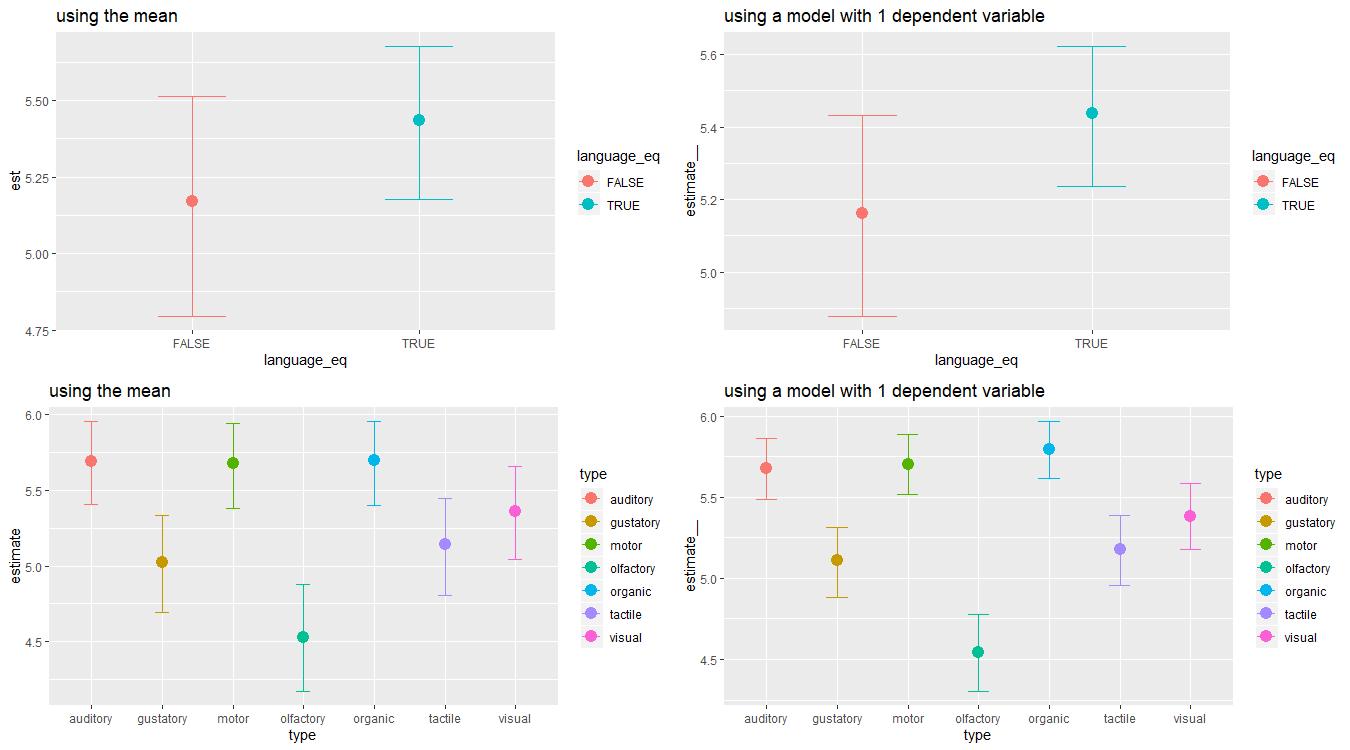 using the mean
est
5.50
5.25
5.00
4.75
FALSE TRUE
language_eq
language_eq
FALSE
TRUE
using a model with 1 dependent variable
estimate__
5.6
5.4
5.2
5.0
FALSE TRUE
language_eq
language_eq
FALSE
TRUE
using the mean
estimate
6.0
5.5
5.0
4.5
auditory gustatory motor olfactory organic tactile visual
type
type
auditory
gustatory
motor
olfactory
organic
tactile
visual
using a model with 1 dependent variable
estimate__
6.0
5.5
5.0
4.5
auditory gustatory motor olfactory organic tactile visual
type
type
auditory
gustatory
motor
olfactory
organic
tactile
visual